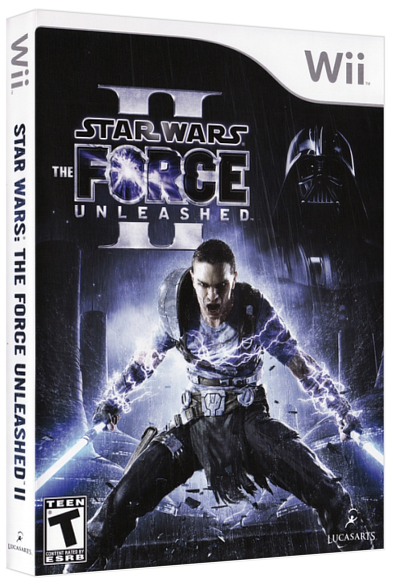 Wii
STAR WARS: THE FORCE UNLEASHED II
LUCASARTS
Wii
II
STAR WARS
THE FORCE
UNLEASHED
TEEN
T
CONTENT RATED BY
ESRB
LUCASARTS